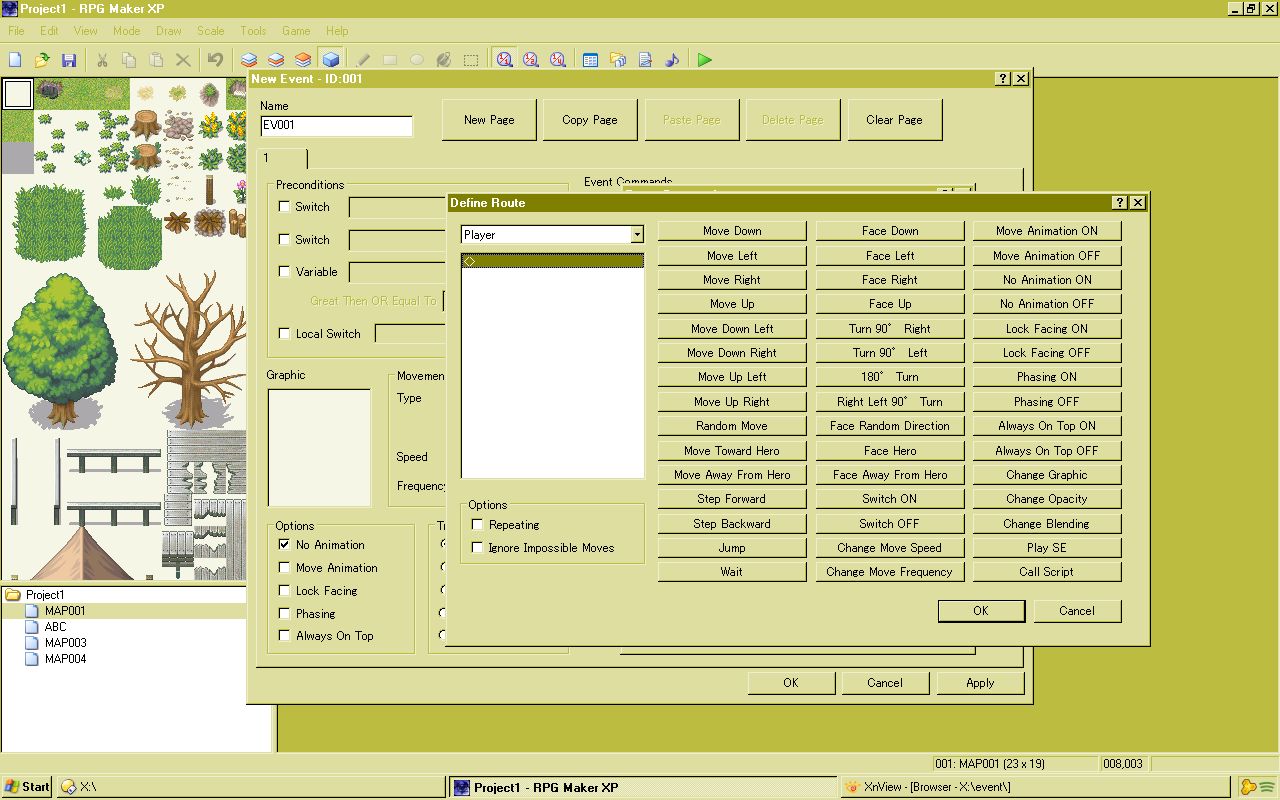 Project1 - RPG Maker XP
File Edit View Mode Draw Scale Tools Game Help
New Event - ID:001
Name
EV001
New Page
Copy Page
Paste Page
Delete Page
Clear Page
1
Preconditions
Switch
Switch
Variable
Great Then OR Equal To
Local Switch
Graphic
Movemen
Type
Speed
Frequency
Options
No Animation
Move Animation
Lock Facing
Phasing
Always On Top
Event Commands
Define Route
Player
Options
Repeating
Ignore Impossible Moves
Move Down
Move Left
Move Right
Move Up
Move Down Left
Move Down Right
Move Up Left
Move Up Right
Random Move
Move Toward Hero
Move Away From Hero
Step Forward
Step Backward
Jump
Wait
Face Down
Face Left
Face Right
Face Up
Turn 90° Right
Turn 90° Left
180° Turn
Right Left 90° Turn
Face Random Direction
Face Hero
Face Away From Hero
Switch ON
Switch OFF
Change Move Speed
Change Move Frequency
Move Animation ON
Move Animation OFF
No Animation ON
No Animation OFF
Lock Facing ON
Lock Facing OFF
Phasing ON
Phasing OFF
Always On Top ON
Always On Top OFF
Change Graphic
Change Opacity
Change Blending
Play SE
Call Script
OK
Cancel
OK
Cancel
Apply
Project1
MAP001
ABC
MAP003
MAP004
001: MAP001 (23 x 19)
008,003
Start
X:\
Project1 - RPG Maker XP
XnView - [Browser - X:\event\]